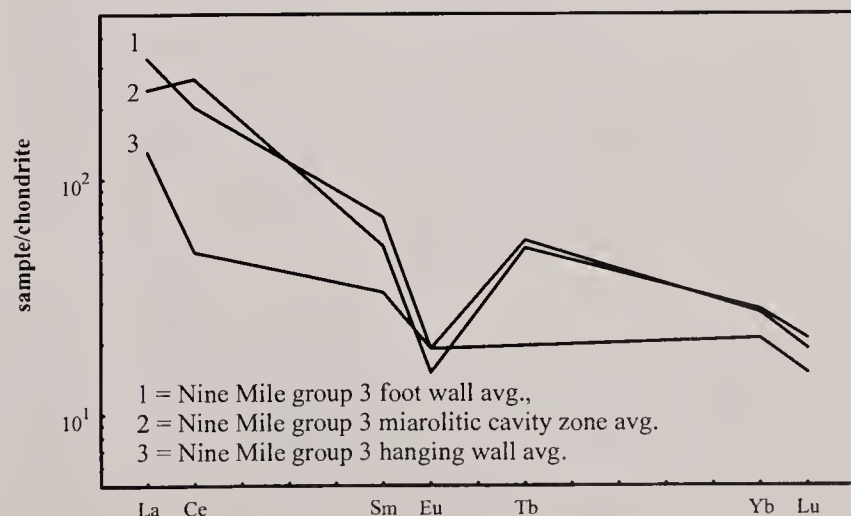 1
2
3
sample/chondrite
10²
10¹
1 = Nine Mile group 3 foot wall avg.,
2 = Nine Mile group 3 miarolitic cavity zone avg.
3 = Nine Mile group 3 hanging wall avg.
La Ce Sm Eu Tb Yb Lu